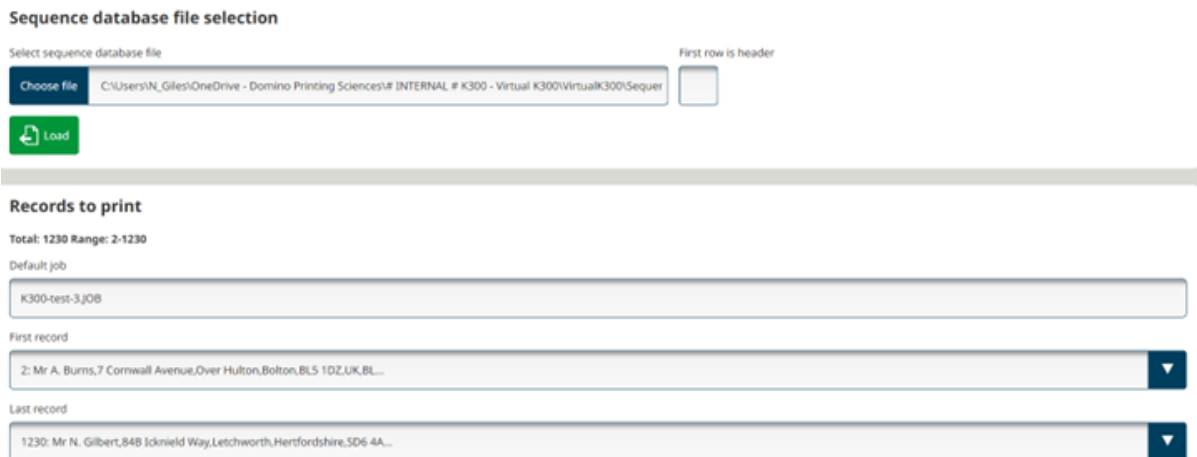 Sequence database file selection
Select sequence database file First row is header
Choose file C:\Users\N_Giles\OneDrive - Domino Printing Sciences\# INTERNAL # K300 - Virtual K300\VirtualK300\Sequer
Load
Records to print
Total: 1230 Range: 2-1230
Default job
K300-test-3.JOB
First record
2: Mr A. Burns,7 Cornwall Avenue,Over Hulton,Bolton,BL5 1DZ,UK,BL...
Last record
1230: Mr N. Gilbert,84B Icknield Way,Letchworth,Hertfordshire,SD6 4A...